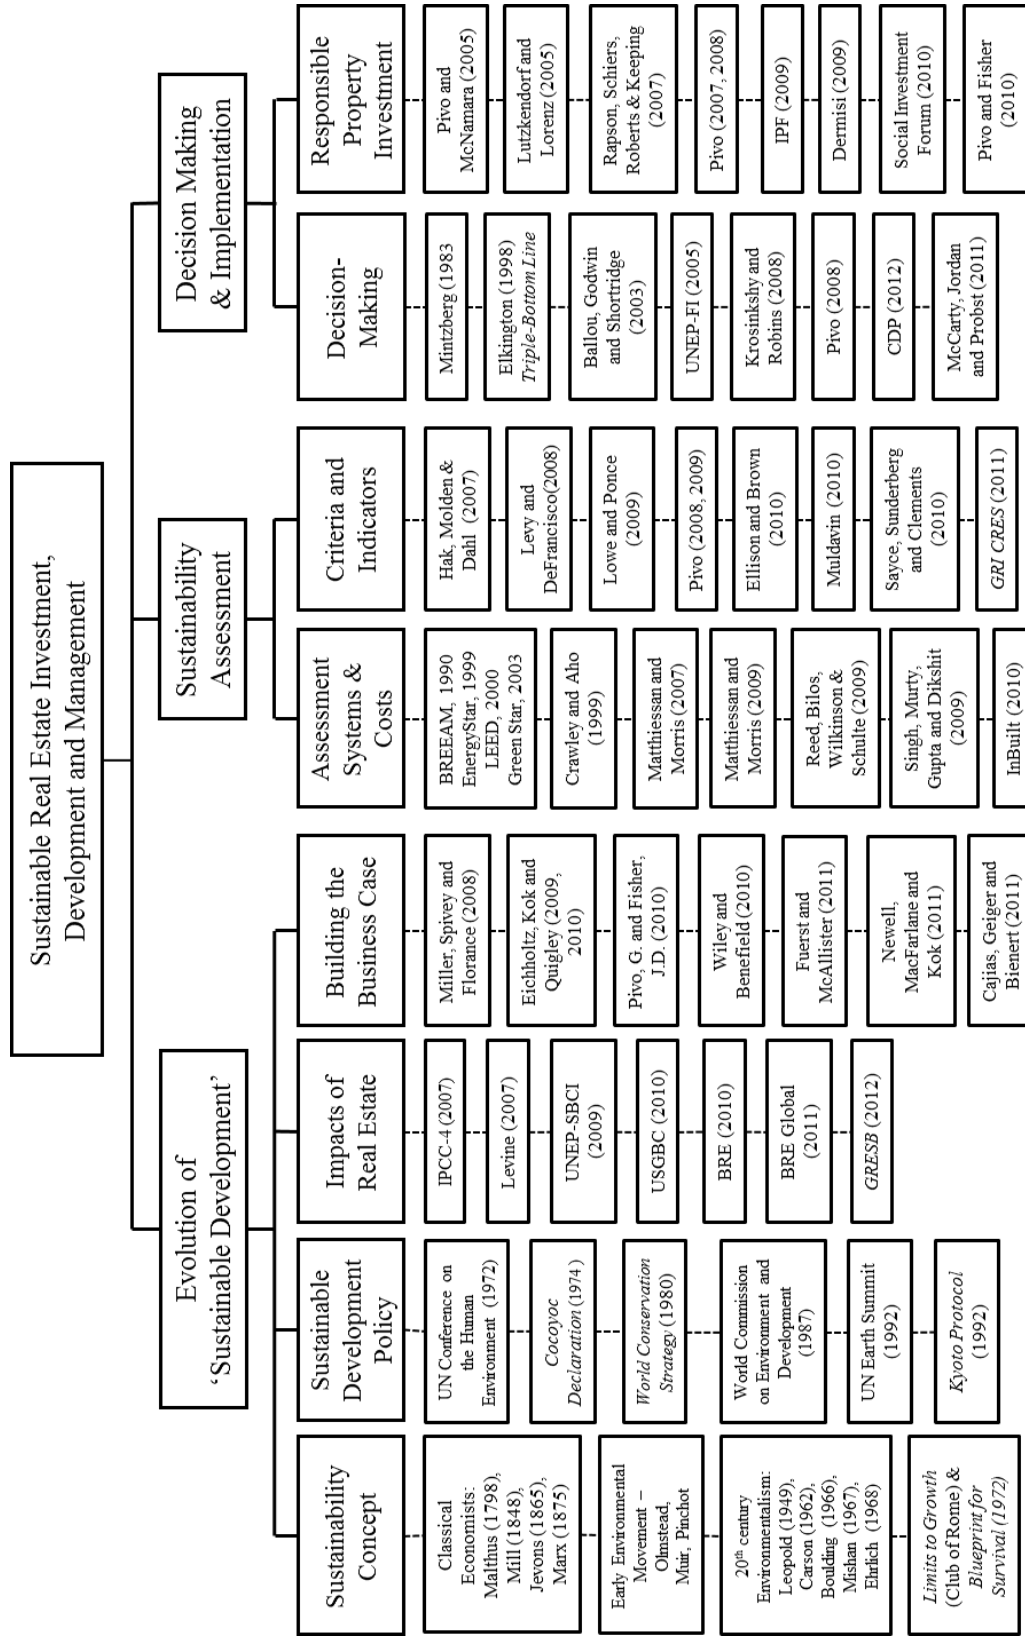 Sustainable Real Estate Investment,
Development and Management
Evolution of
‘Sustainable Development’
Sustainability
Assessment
Decision Making
& Implementation
Sustainability
Concept
Classical
Economists:
Malthus (1798),
Mill (1848),
Jevons (1865),
Marx (1875)
Early Environmental
Movement –
Olmstead,
Muir, Pinchot
20th century
Environmentalism:
Leopold (1949),
Carson (1962),
Boulding (1966),
Mishan (1967),
Ehrlich (1968)
Limits to Growth
(Club of Rome) &
Blueprint for
Survival (1972)
Sustainable
Development
Policy
UN Conference on
the Human
Environment (1972)
Cocoyoc
Declaration (1974)
World Conservation
Strategy (1980)
World Commission
on Environment and
Development
(1987)
UN Earth Summit
(1992)
Kyoto Protocol
(1992)
Impacts of
Real Estate
IPCC-4 (2007)
Levine (2007)
UNEP-SBCI
(2009)
USGBC (2010)
BRE (2010)
BRE Global
(2011)
GRESB (2012)
Building the
Business Case
Miller, Spivey and
Florance (2008)
Eichholtz, Kok and
Quigley (2009,
2010)
Pivo, G. and Fisher,
J.D. (2010)
Wiley and
Benefield (2010)
Fuerst and
McAllister (2011)
Newell,
MacFarlane and
Kok (2011)
Cajias, Geiger and
Bienert (2011)
Assessment
Systems &
Costs
BREEAM, 1990
EnergyStar, 1999
LEED, 2000
Green Star, 2003
Crawley and Aho
(1999)
Matthiessan and
Morris (2007)
Matthiessan and
Morris (2009)
Reed, Bilos,
Wilkinson &
Schulte (2009)
Singh, Murty,
Gupta and Dikshit
(2009)
InBuilt (2010)
Criteria and
Indicators
Hak, Molden &
Dahl (2007)
Levy and
DeFrancisco(2008)
Lowe and Ponce
(2009)
Pivo (2008, 2009)
Ellison and Brown
(2010)
Muldavin (2010)
Sayce, Sunderberg
and Clements
(2010)
GRI CRES (2011)
Decision-
Making
Mintzberg (1983
Elkington (1998)
Triple-Bottom Line
Ballou, Godwin
and Shortridge
(2003)
UNEP-FI (2005)
Krosinkshy and
Robins (2008)
Pivo (2008)
CDP (2012)
McCarty, Jordan
and Probst (2011)
Responsible
Property
Investment
Pivo and
McNamara (2005)
Lutzkendorf and
Lorenz (2005)
Rapson, Schiers,
Roberts & Keeping
(2007)
Pivo (2007, 2008)
IPF (2009)
Dermisi (2009)
Social Investment
Forum (2010)
Pivo and Fisher
(2010)